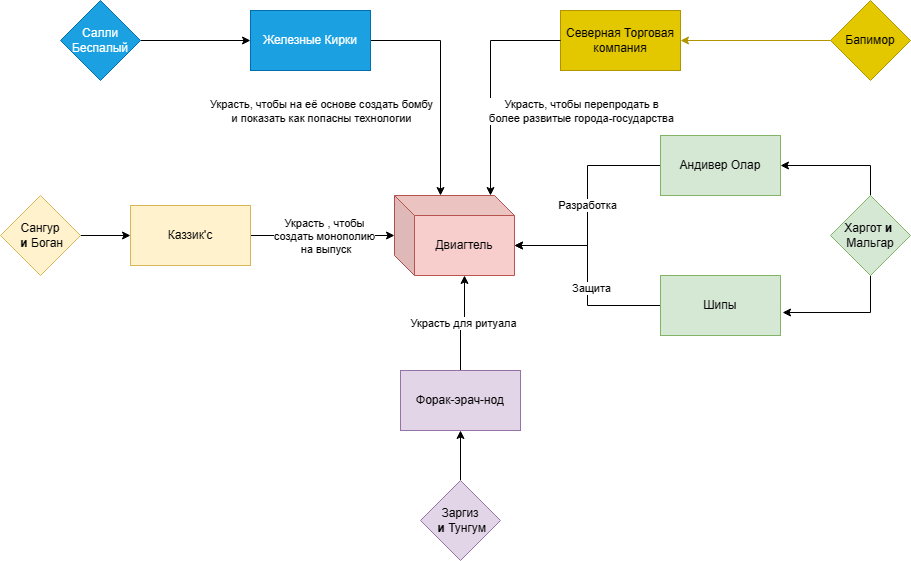 Салли
Беспалый
Железные Кирки
Северная Торговая
компания
Бапимор
Украсть, чтобы на её основе создать бомбу
и показать как попасны технологии
Украсть, чтобы перепродать в
более развитые города-государства
Андивер Олар
Разработка
Сангур
и Боган
Каззик'с
Украсть , чтобы
создать монополию
на выпуск
Двиагтель
Харгот и
Мальгар
Защита
Шипы
Украсть для ритуала
Форак-эрач-нод
Заргиз
и Тунгум